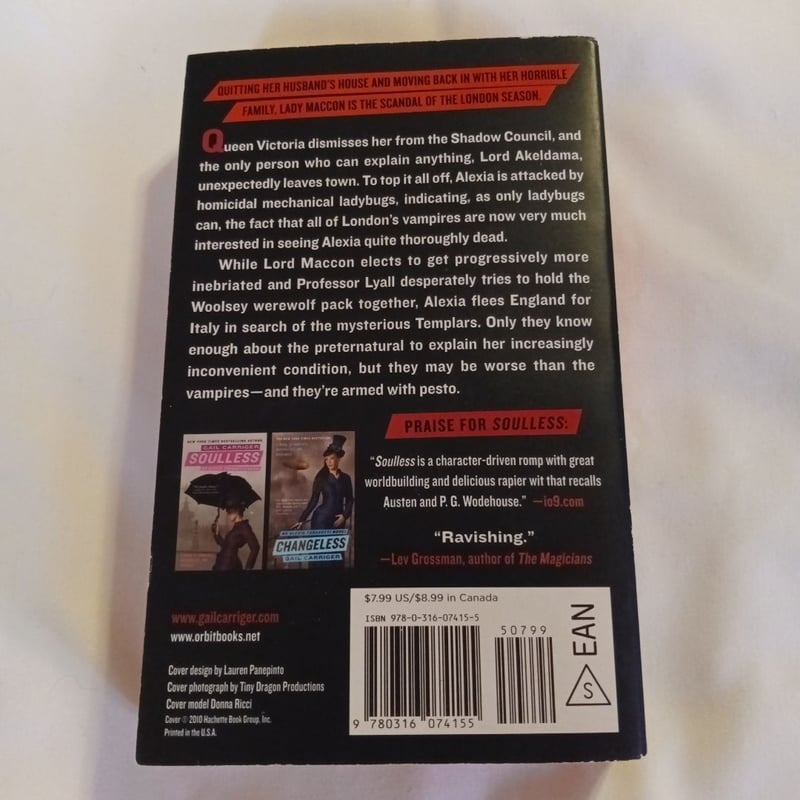 QUITTING HER HUSBAND'S HOUSE AND MOVING BACK IN WITH HER HORRIBLE
FAMILY, LADY MACCON IS THE SCANDAL OF THE LONDON SEASON.
Queen Victoria dismisses her from the Shadow Council, and
the only person who can explain anything, Lord Akeldama,
unexpectedly leaves town. To top it all off, Alexia is attacked by
homicidal mechanical ladybugs, indicating, as only ladybugs
can, the fact that all of London's vampires are now very much
interested in seeing Alexia quite thoroughly dead.
While Lord Maccon elects to get progressively more
inebriated and Professor Lyall desperately tries to hold the
Woolsey werewolf pack together, Alexia flees England for
Italy in search of the mysterious Templars. Only they know
enough about the preternatural to explain her increasingly
inconvenient condition, but they may be worse than the
vampires—and they're armed with pesto.
PRAISE FOR SOULLESS:
"Soulless is a character-driven romp with great
worldbuilding and delicious rapier wit that recalls
Austen and P. G. Wodehouse." —io9.com
"Ravishing."
—Lev Grossman, author of The Magicians
NEW YORK TIMES BESTSELLING AUTHOR
GAIL CARRIGER
SOULLESS
CHANGELESS
GAIL CARRIGER
www.gailcarriger.com
www.orbitbooks.net
Cover design by Lauren Panepinto
Cover photograph by Tiny Dragon Productions
Cover model Donna Ricci
Cover © 2010 Hachette Book Group, Inc.
Printed in the U.S.A.
$7.99 US/$8.99 in Canada
ISBN 978-0-316-07415-5
50799
9 780316 074155
EAN
S